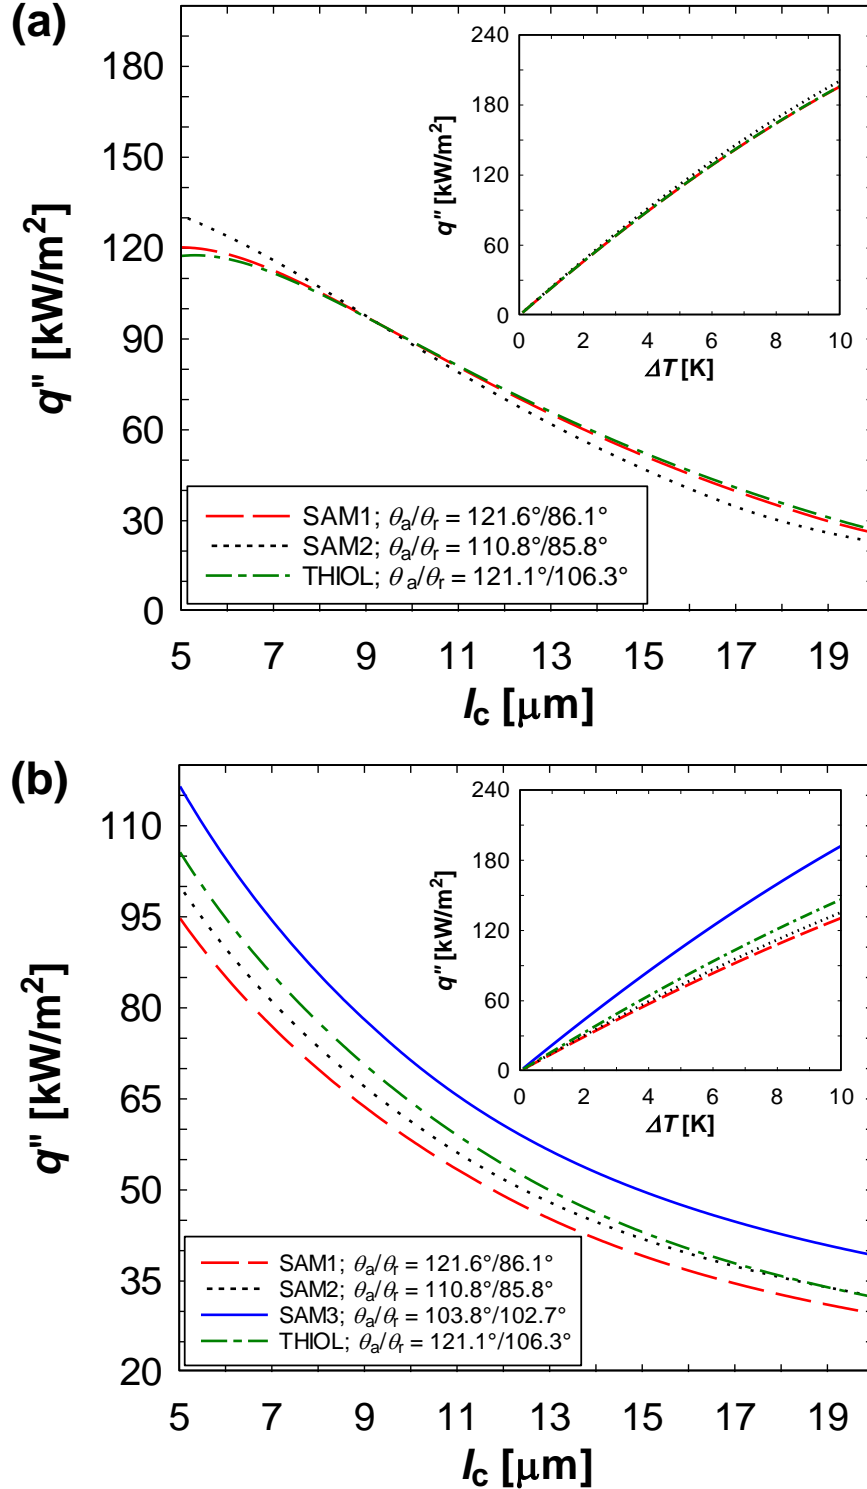 (a)
180
150
120
90
60
30
0
q" [kW/m²]
5 7 9 11 13 15 17 19
lc [μm]
240
180
120
60
0
q" [kW/m²]
0 2 4 6 8 10
ΔT [K]
SAM1; θa/θr = 121.6°/86.1°
SAM2; θa/θr = 110.8°/85.8°
THIOL; θa/θr = 121.1°/106.3°
(b)
110
95
80
65
50
35
20
q" [kW/m²]
5 7 9 11 13 15 17 19
lc [μm]
240
180
120
60
0
q" [kW/m²]
0 2 4 6 8 10
ΔT [K]
SAM1; θa/θr = 121.6°/86.1°
SAM2; θa/θr = 110.8°/85.8°
SAM3; θa/θr = 103.8°/102.7°
THIOL; θa/θr = 121.1°/106.3°